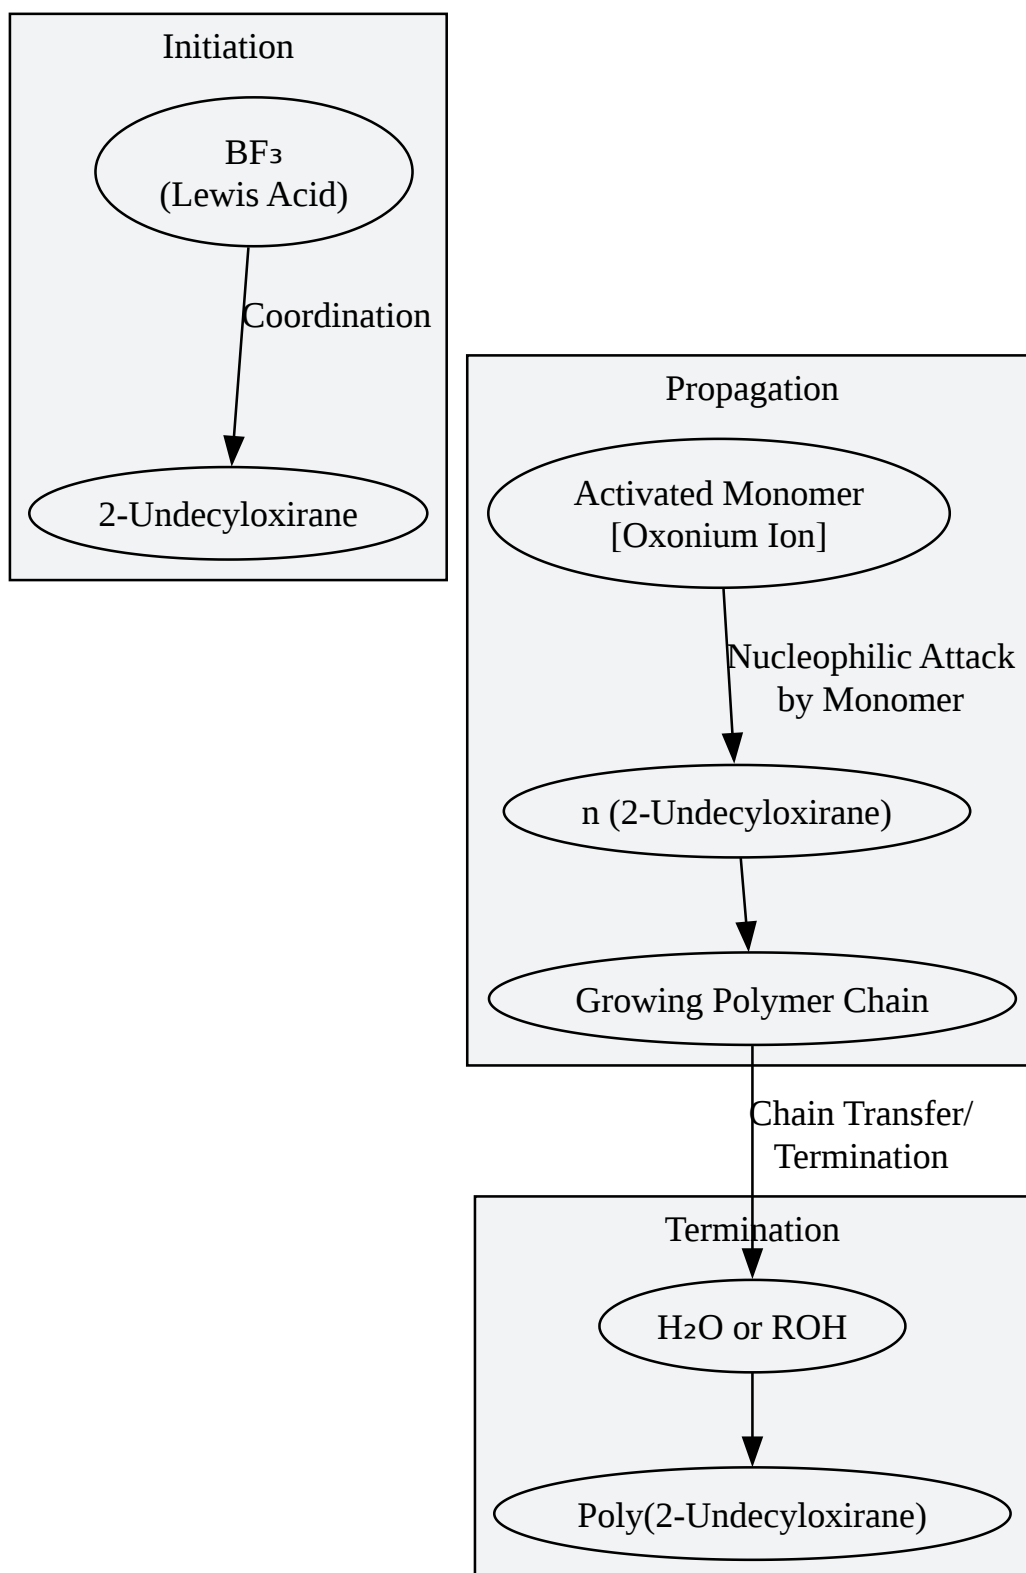 Initiation
BF₃
(Lewis Acid)
Coordination
2-Undecyloxirane
Propagation
Activated Monomer
[Oxonium Ion]
Nucleophilic Attack
by Monomer
n (2-Undecyloxirane)
Growing Polymer Chain
Chain Transfer/
Termination
Termination
H₂O or ROH
Poly(2-Undecyloxirane)